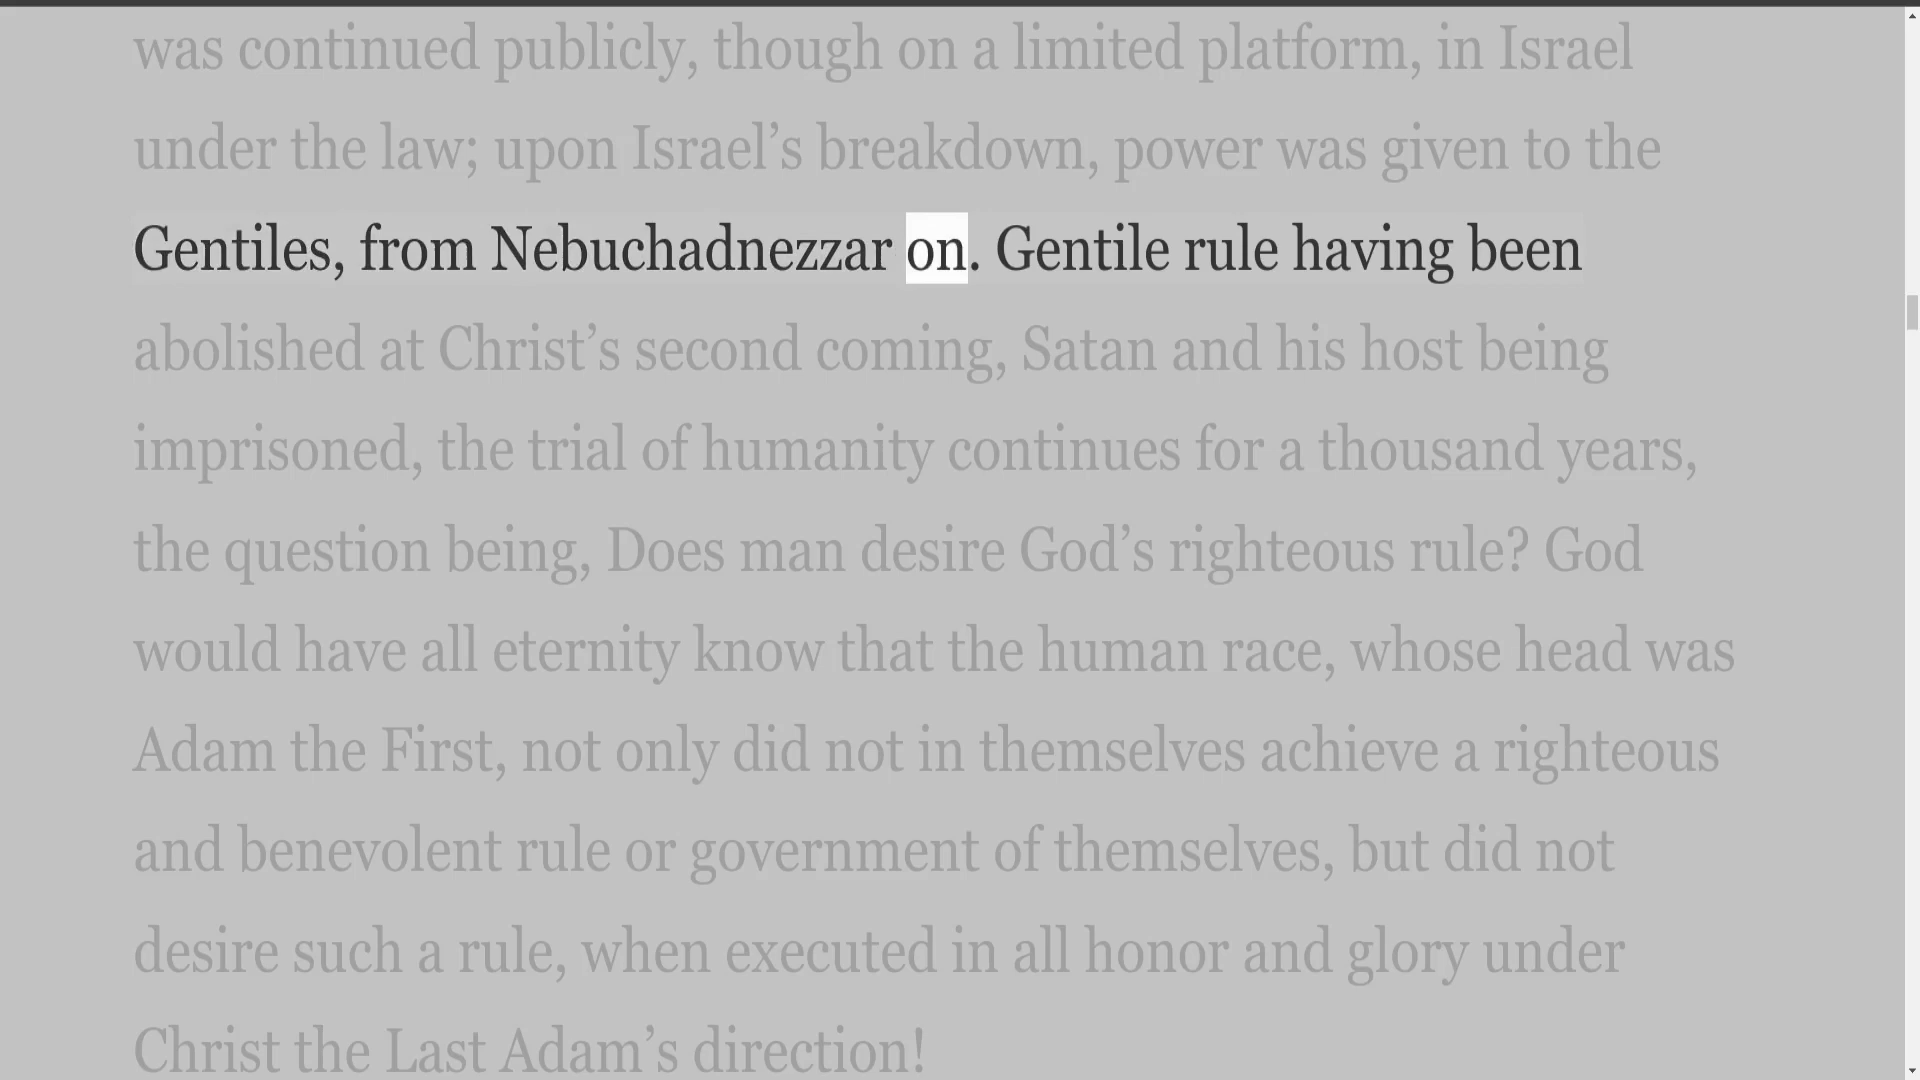 was continued publicly, though on a limited platform, in Israel
under the law; upon Israel’s breakdown, power was given to the
Gentiles, from Nebuchadnezzar on. Gentile rule having been
abolished at Christ’s second coming, Satan and his host being
imprisoned, the trial of humanity continues for a thousand years,
the question being, Does man desire God’s righteous rule? God
would have all eternity know that the human race, whose head was
Adam the First, not only did not in themselves achieve a righteous
and benevolent rule or government of themselves, but did not
desire such a rule, when executed in all honor and glory under
Christ the Last Adam’s direction!